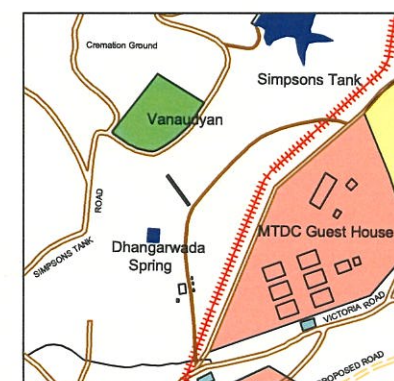 Cremation Ground
Simpsons Tank
Vanaudyan
ROAD
SIMPSONS TANK
Dhangarwada
Spring
MTDC Guest House
VICTORIA ROAD
PROPOSED ROAD